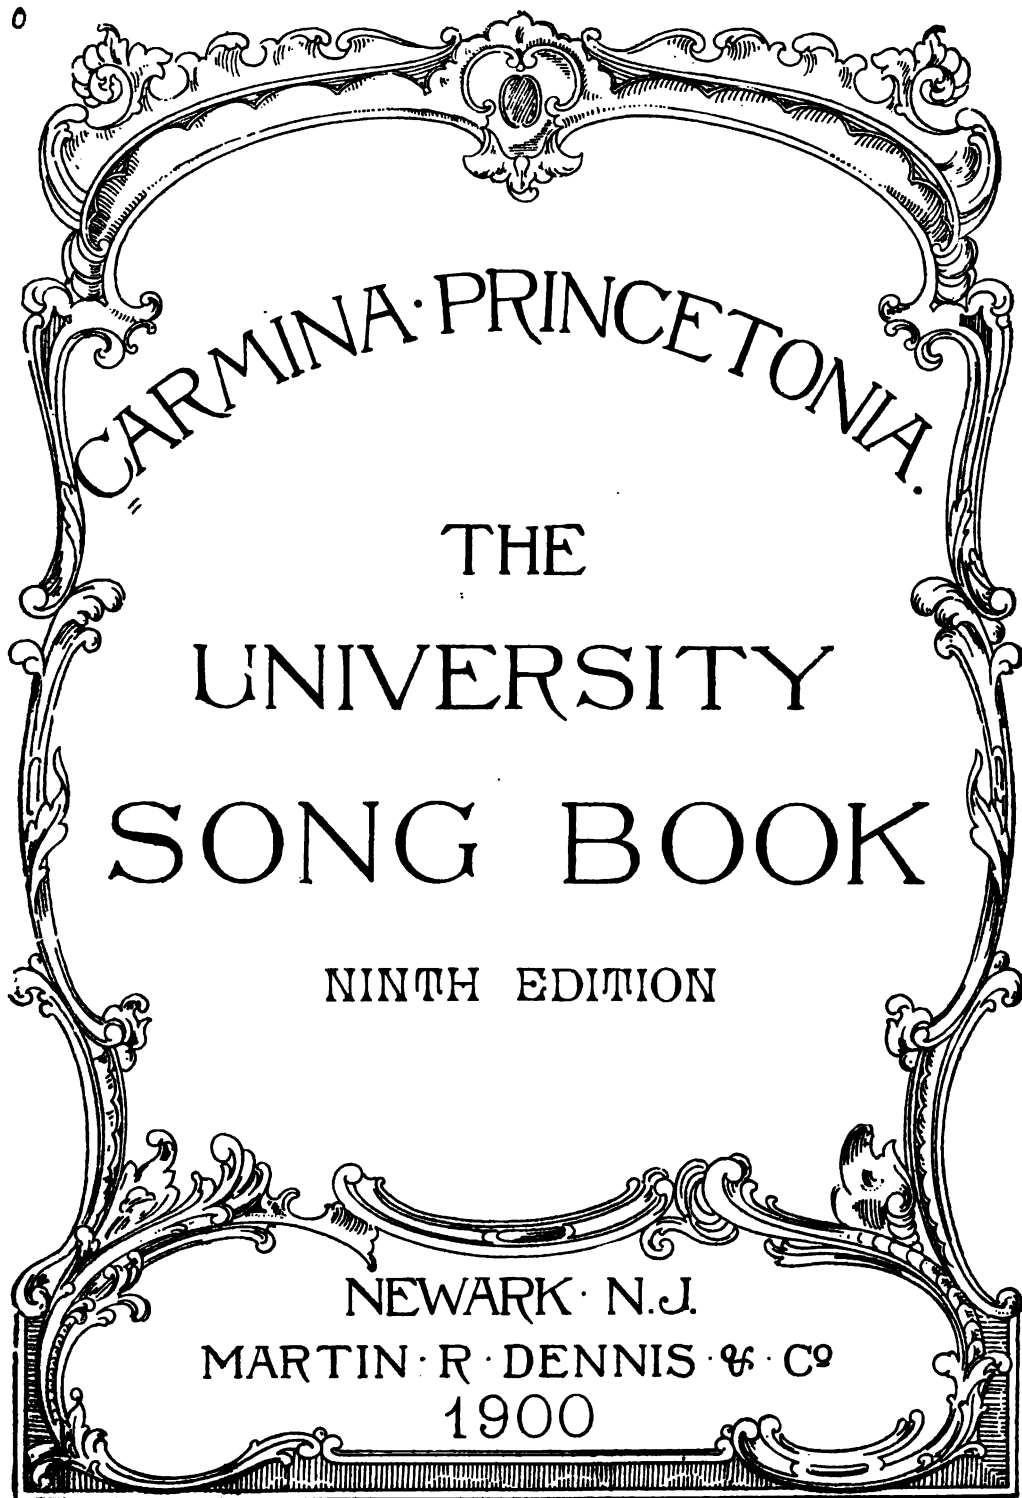 CARMINA · PRINCETONIA.
THE
UNIVERSITY
SONG BOOK
NINTH EDITION
NEWARK · N.J.
MARTIN · R · DENNIS · & · Cº
1900